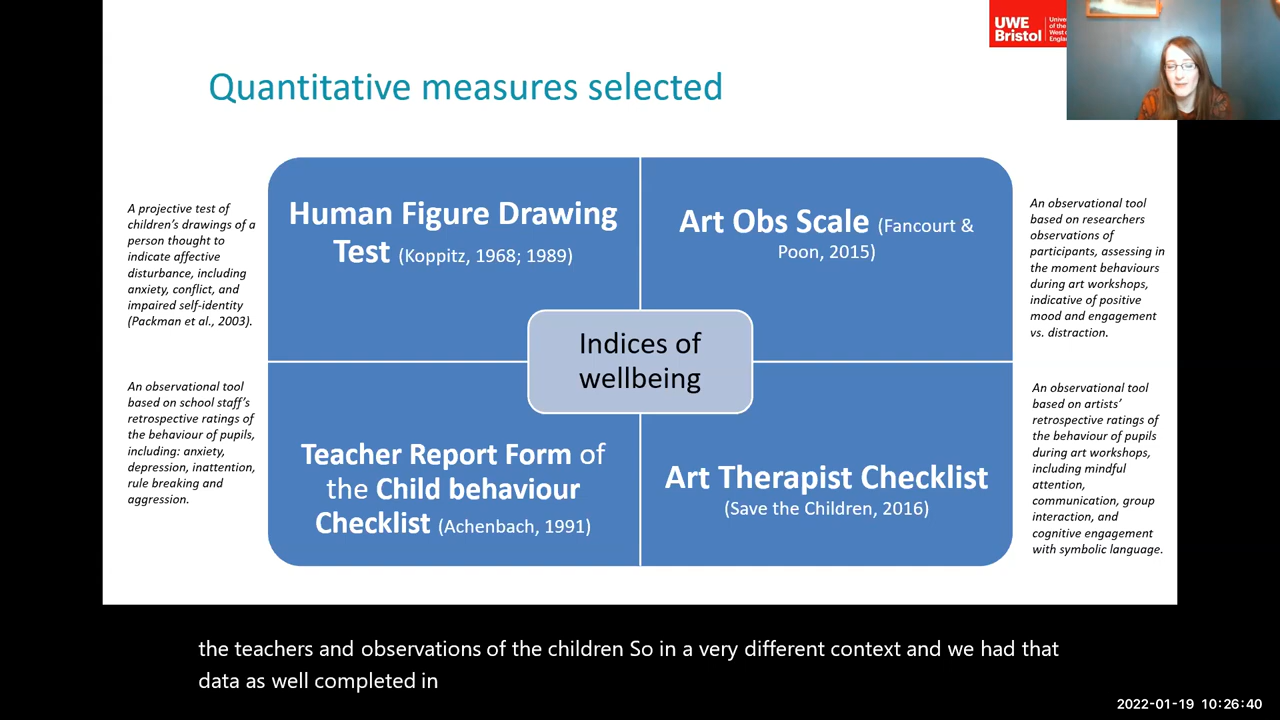 UWE
Bristol
Univer
of the
West o
Engla
Quantitative measures selected
A projective test of
children's drawings of a
person thought to
indicate affective
disturbance, including
anxiety, conflict, and
impaired self-identity
(Packman et al., 2003).
Human Figure Drawing
Test (Koppitz, 1968; 1989)
Art Obs Scale (Fancourt &
Poon, 2015)
An observational tool
based on researchers
observations of
participants, assessing in
the moment behaviours
during art workshops,
indicative of positive
mood and engagement
vs. distraction.
Indices of
wellbeing
An observational tool
based on school staff's
retrospective ratings of
the behaviour of pupils,
including: anxiety,
depression, inattention,
rule breaking and
aggression.
Teacher Report Form of
the Child behaviour
Checklist (Achenbach, 1991)
Art Therapist Checklist
(Save the Children, 2016)
An observational tool
based on artists'
retrospective ratings of
the behaviour of pupils
during art workshops,
including mindful
attention,
communication, group
interaction, and
cognitive engagement
with symbolic language.
the teachers and observations of the children So in a very different context and we had that
data as well completed in
2022-01-19 10:26:40